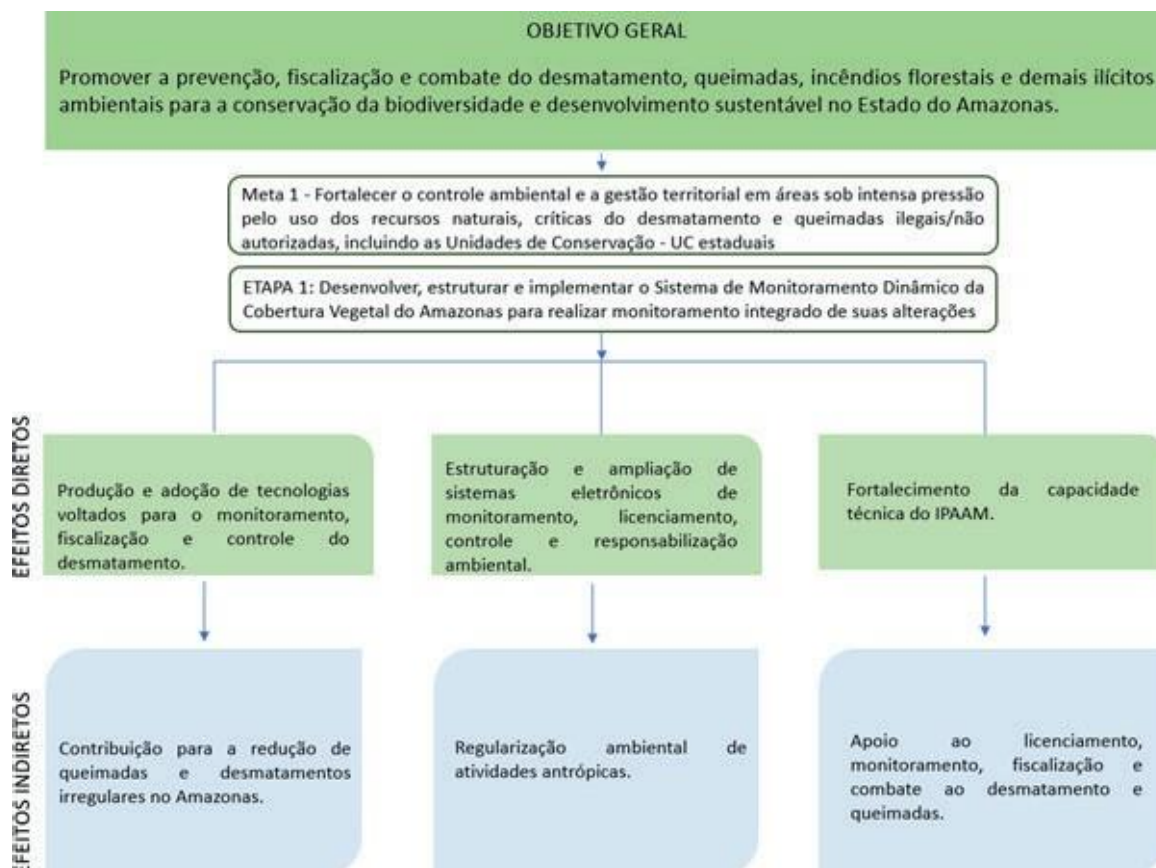 OBJETIVO GERAL
Promover a prevenção, fiscalização e combate do desmatamento, queimadas, incêndios florestais e demais ilícitos
ambientais para a conservação da biodiversidade e desenvolvimento sustentável no Estado do Amazonas.
Meta 1 - Fortalecer o controle ambiental e a gestão territorial em áreas sob intensa pressão
pelo uso dos recursos naturais, críticas do desmatamento e queimadas ilegais/não
autorizadas, incluindo as Unidades de Conservação - UC estaduais
ETAPA 1: Desenvolver, estruturar e implementar o Sistema de Monitoramento Dinâmico da
Cobertura Vegetal do Amazonas para realizar monitoramento integrado de suas alterações
EFEITOS DIRETOS
Produção e adoção de tecnologias
voltados para o monitoramento,
fiscalização e controle do
desmatamento.
Estruturação e ampliação de
sistemas eletrônicos de
monitoramento, licenciamento,
controle e responsabilização
ambiental.
Fortalecimento da capacidade
técnica do IPAAM.
EFEITOS INDIRETOS
Contribuição para a redução de
queimadas e desmatamentos
irregulares no Amazonas.
Regularização ambiental de
atividades antrópicas.
Apoio ao licenciamento,
monitoramento, fiscalização e
combate ao desmatamento e
queimadas.